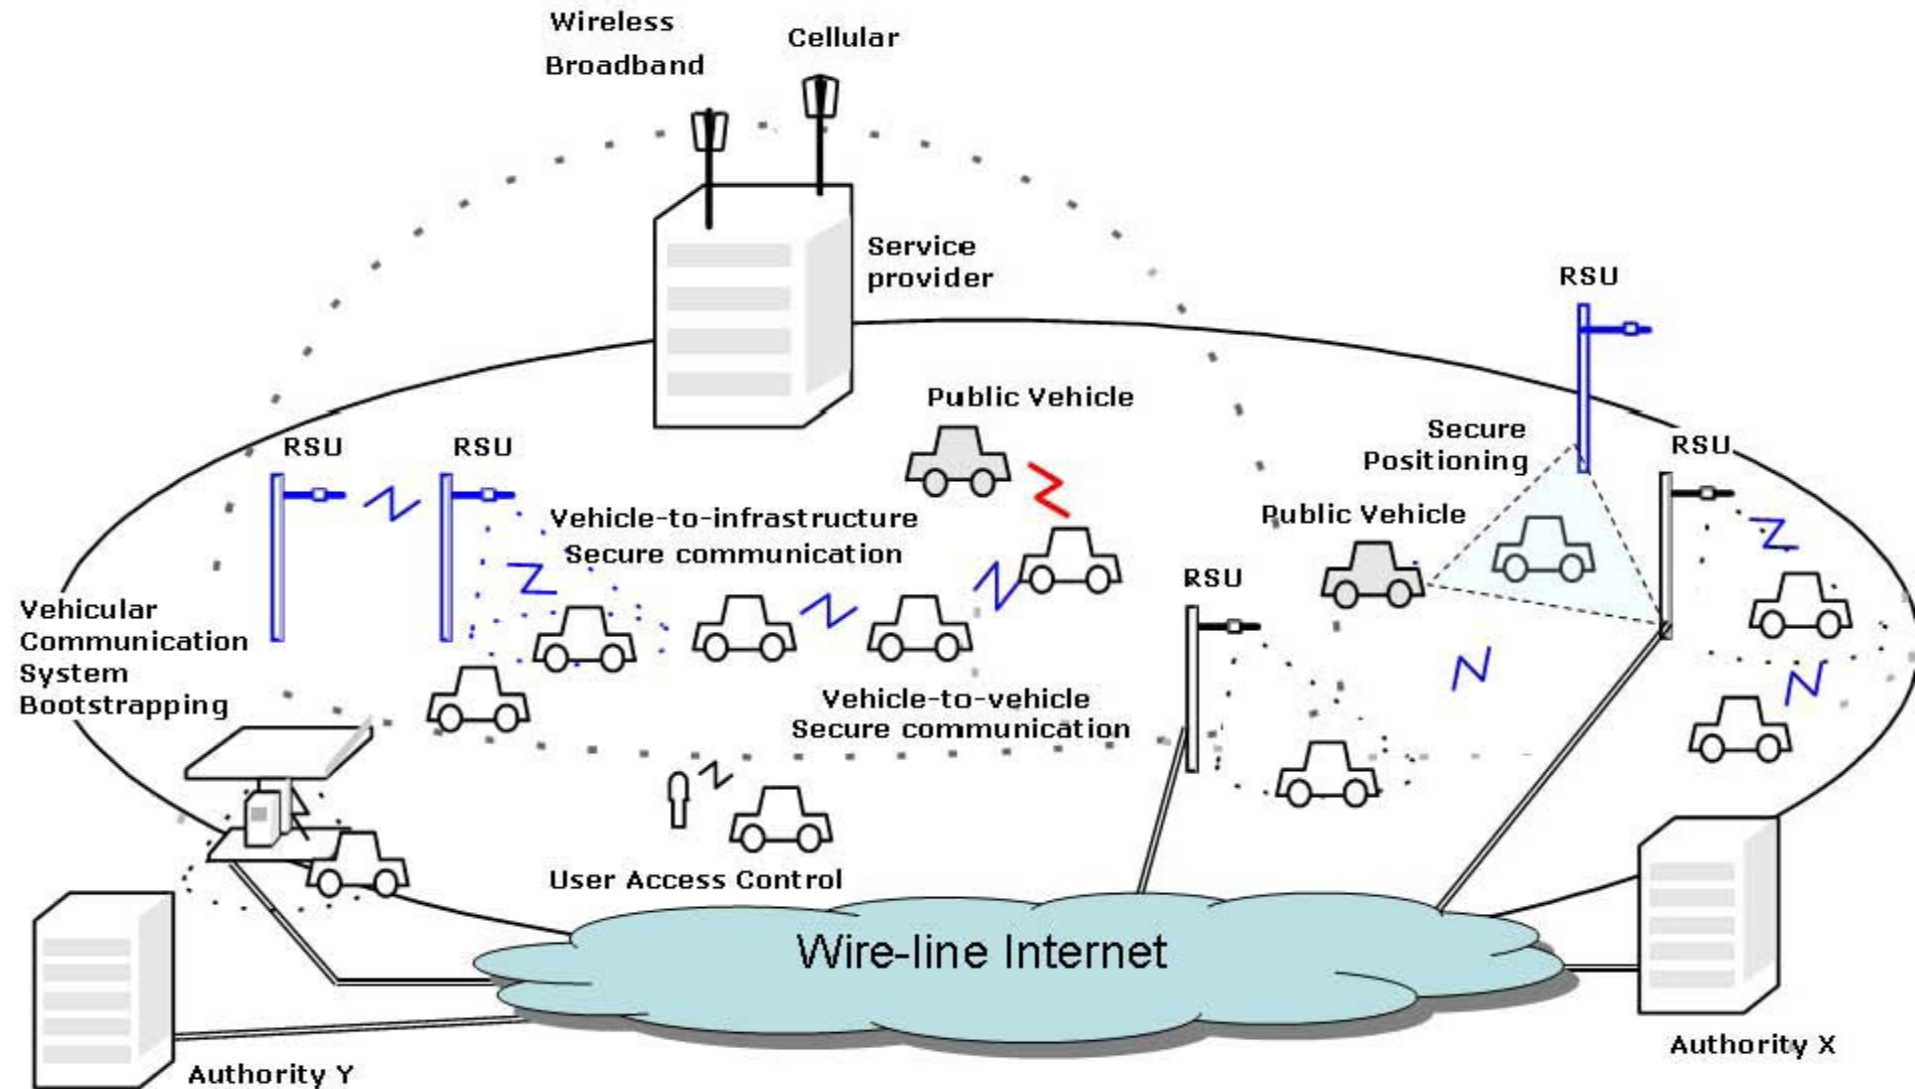 Wireless
Broadband
Cellular
Service
provider
RSU
Public Vehicle
Secure
Positioning
RSU
RSU
RSU
Vehicle-to-infrastructure
Secure communication
Public Vehicle
RSU
Vehicular
Communication
System
Bootstrapping
Vehicle-to-vehicle
Secure communication
User Access Control
Wire-line Internet
Authority X
Authority Y